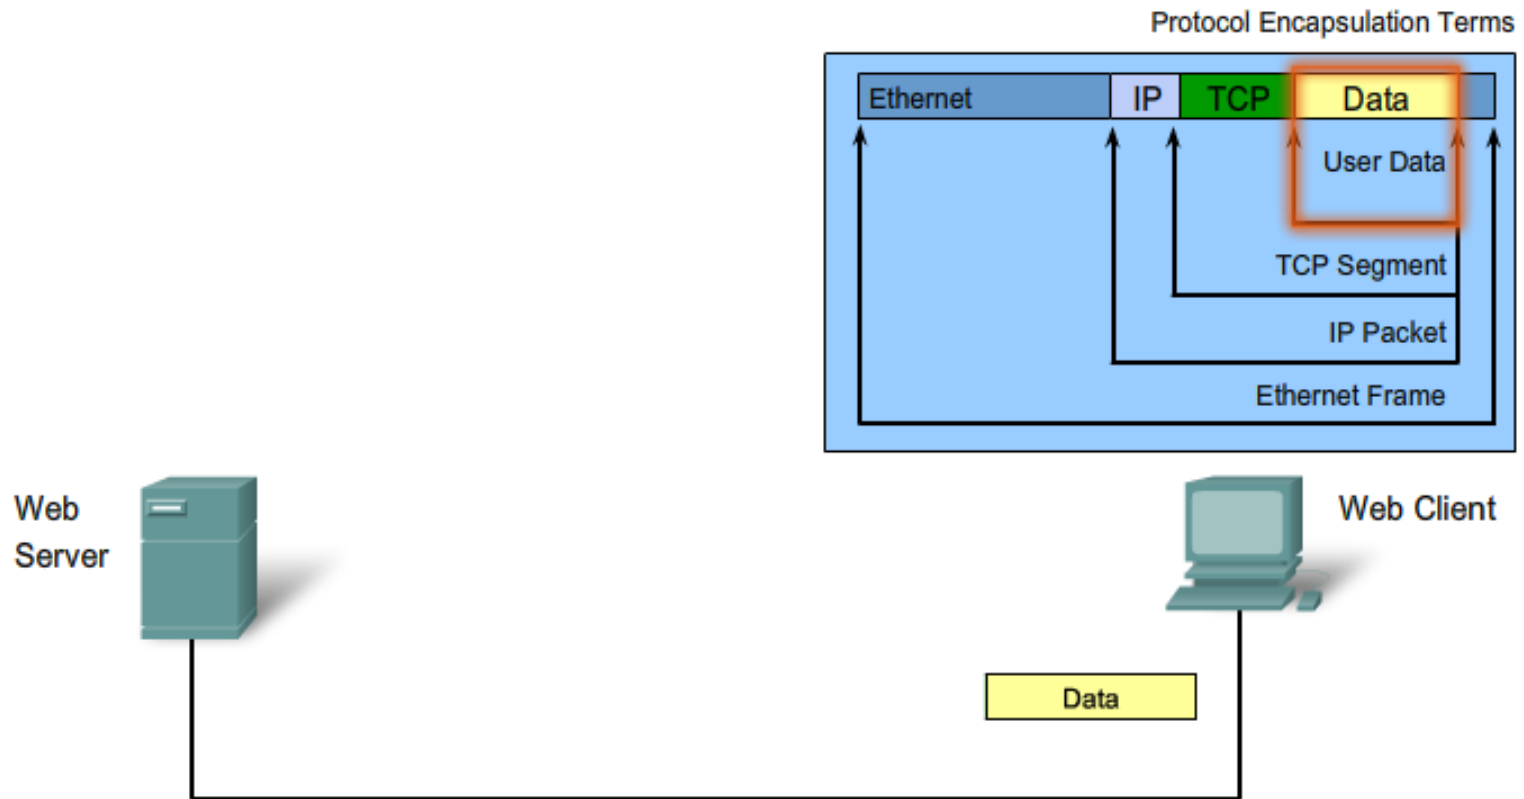 Protocol Encapsulation Terms
Ethernet IP TCP Data
User Data
TCP Segment
IP Packet
Ethernet Frame
Web
Server
Web Client
Data